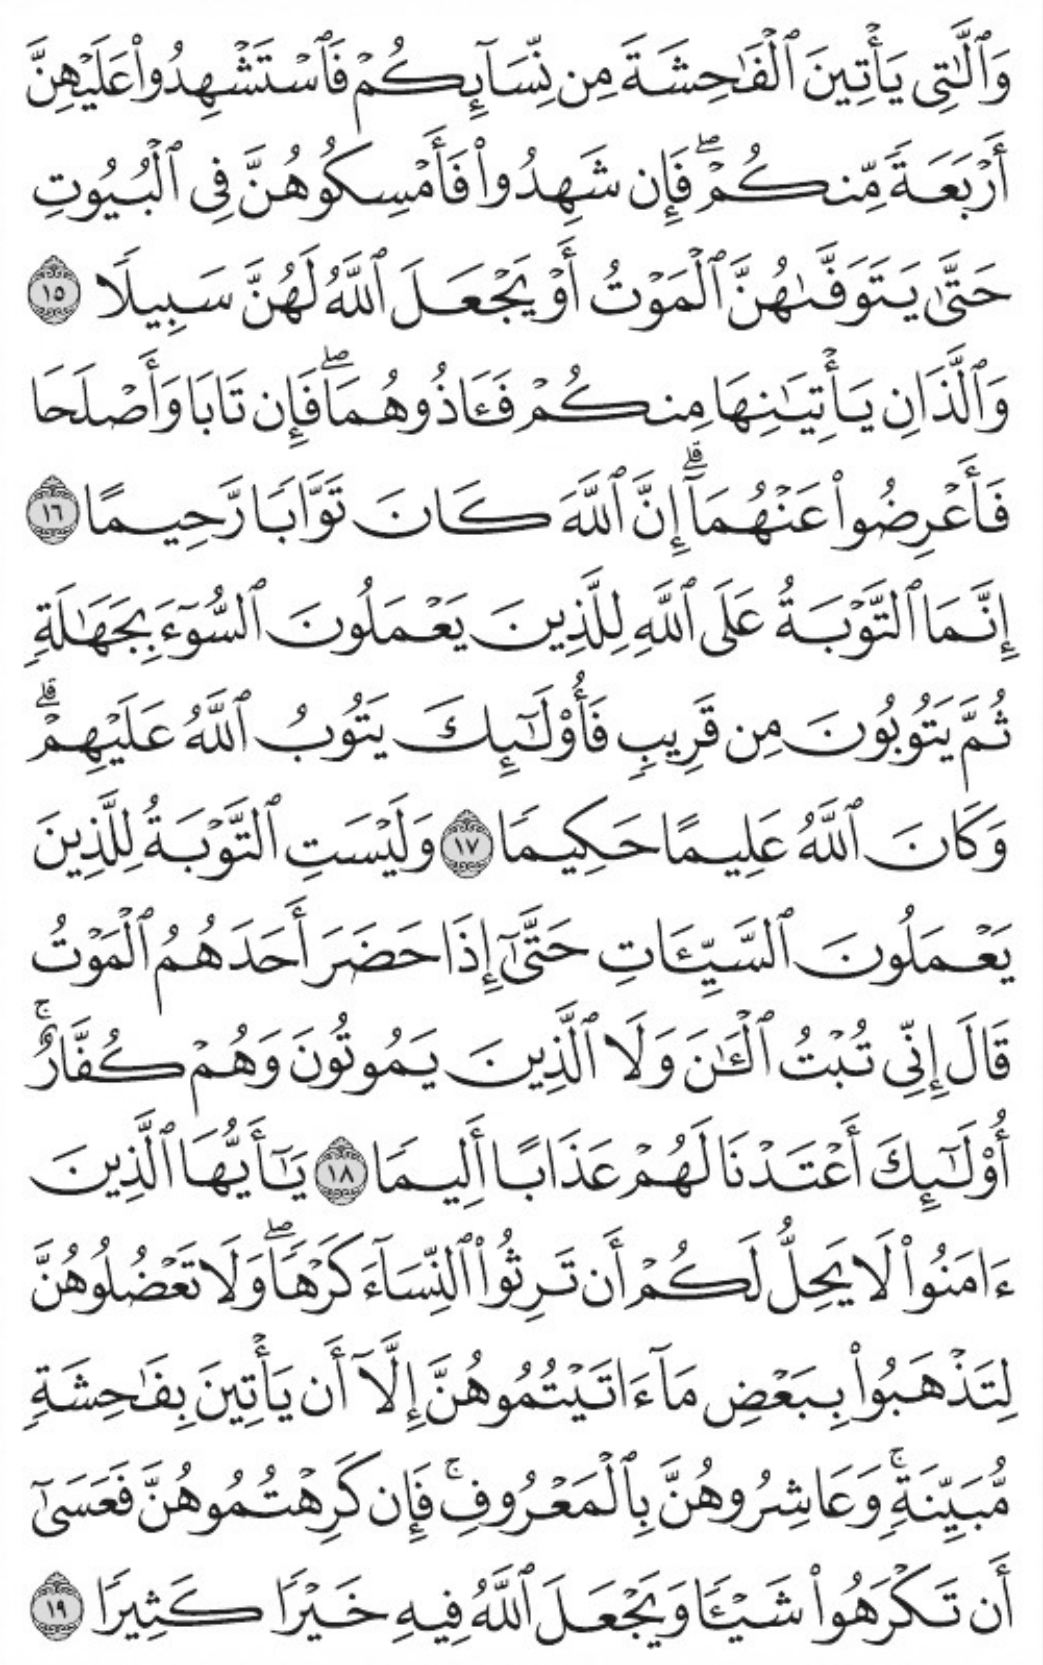 وَٱلَّـٰتِى يَأْتِينَ ٱلْفَـٰحِشَةَ مِن نِّسَآئِكُمْ فَٱسْتَشْهِدُوا۟ عَلَيْهِنَّ
أَرْبَعَةً مِّنكُمْ ۖ فَإِن شَهِدُوا۟ فَأَمْسِكُوهُنَّ فِى ٱلْبُيُوتِ
حَتَّىٰ يَتَوَفَّىٰهُنَّ ٱلْمَوْتُ أَوْ يَجْعَلَ ٱللَّهُ لَهُنَّ سَبِيلًا ١٥
وَٱلَّذَانِ يَأْتِيَـٰنِهَا مِنكُمْ فَـَٔاذُوهُمَا ۖ فَإِن تَابَا وَأَصْلَحَا
فَأَعْرِضُوا۟ عَنْهُمَآ ۗ إِنَّ ٱللَّهَ كَانَ تَوَّابًا رَّحِيمًا ١٦
إِنَّمَا ٱلتَّوْبَةُ عَلَى ٱللَّهِ لِلَّذِينَ يَعْمَلُونَ ٱلسُّوٓءَ بِجَهَـٰلَةٍ
ثُمَّ يَتُوبُونَ مِن قَرِيبٍ فَأُو۟لَـٰٓئِكَ يَتُوبُ ٱللَّهُ عَلَيْهِمْ ۗ
وَكَانَ ٱللَّهُ عَلِيمًا حَكِيمًا ١٧ وَلَيْسَتِ ٱلتَّوْبَةُ لِلَّذِينَ
يَعْمَلُونَ ٱلسَّيِّـَٔاتِ حَتَّىٰٓ إِذَا حَضَرَ أَحَدَهُمُ ٱلْمَوْتُ
قَالَ إِنِّى تُبْتُ ٱلْـَٔـٰنَ وَلَا ٱلَّذِينَ يَمُوتُونَ وَهُمْ كُفَّارٌ ۚ
أُو۟لَـٰٓئِكَ أَعْتَدْنَا لَهُمْ عَذَابًا أَلِيمًا ١٨ يَـٰٓأَيُّهَا ٱلَّذِينَ
ءَامَنُوا۟ لَا يَحِلُّ لَكُمْ أَن تَرِثُوا۟ ٱلنِّسَآءَ كَرْهًا ۖ وَلَا تَعْضُلُوهُنَّ
لِتَذْهَبُوا۟ بِبَعْضِ مَآ ءَاتَيْتُمُوهُنَّ إِلَّآ أَن يَأْتِينَ بِفَـٰحِشَةٍ
مُّبَيِّنَةٍ ۚ وَعَاشِرُوهُنَّ بِٱلْمَعْرُوفِ ۚ فَإِن كَرِهْتُمُوهُنَّ فَعَسَىٰٓ
أَن تَكْرَهُوا۟ شَيْـًٔا وَيَجْعَلَ ٱللَّهُ فِيهِ خَيْرًا كَثِيرًا ١٩